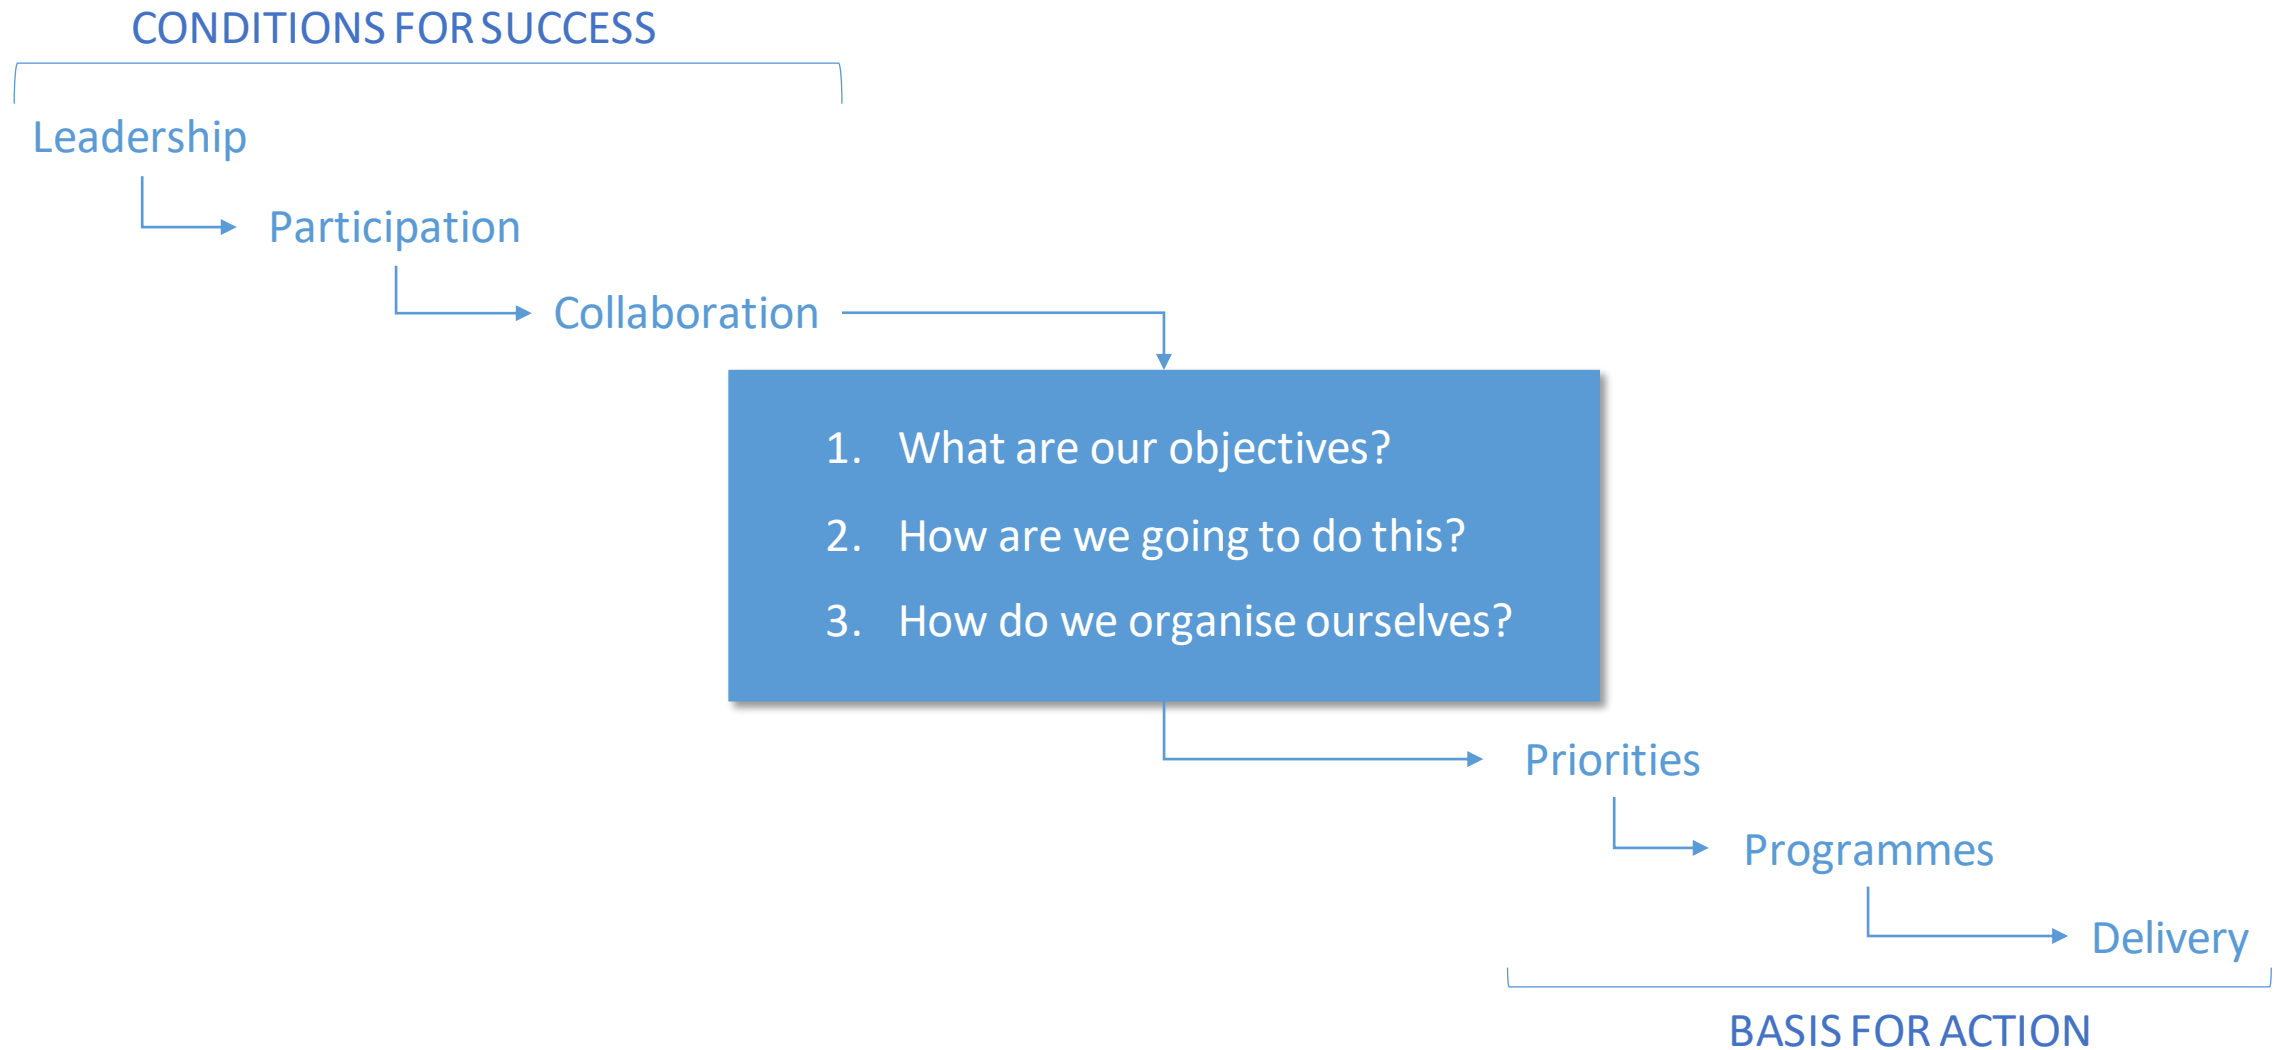 CONDITIONS FOR SUCCESS
Leadership
Participation
Collaboration
1. What are our objectives?
2. How are we going to do this?
3. How do we organise ourselves?
Priorities
Programmes
Delivery
BASIS FOR ACTION